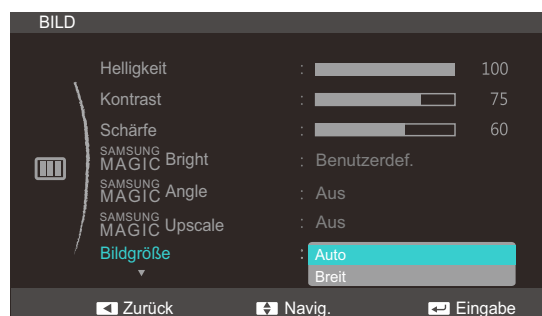 BILD
Helligkeit : 100
Kontrast : 75
Schärfe : 60
SAMSUNG MAGIC Bright : Benutzerdef.
SAMSUNG MAGIC Angle : Aus
SAMSUNG MAGIC Upscale : Aus
Bildgröße : Auto
Breit
Zurück Navig. Eingabe